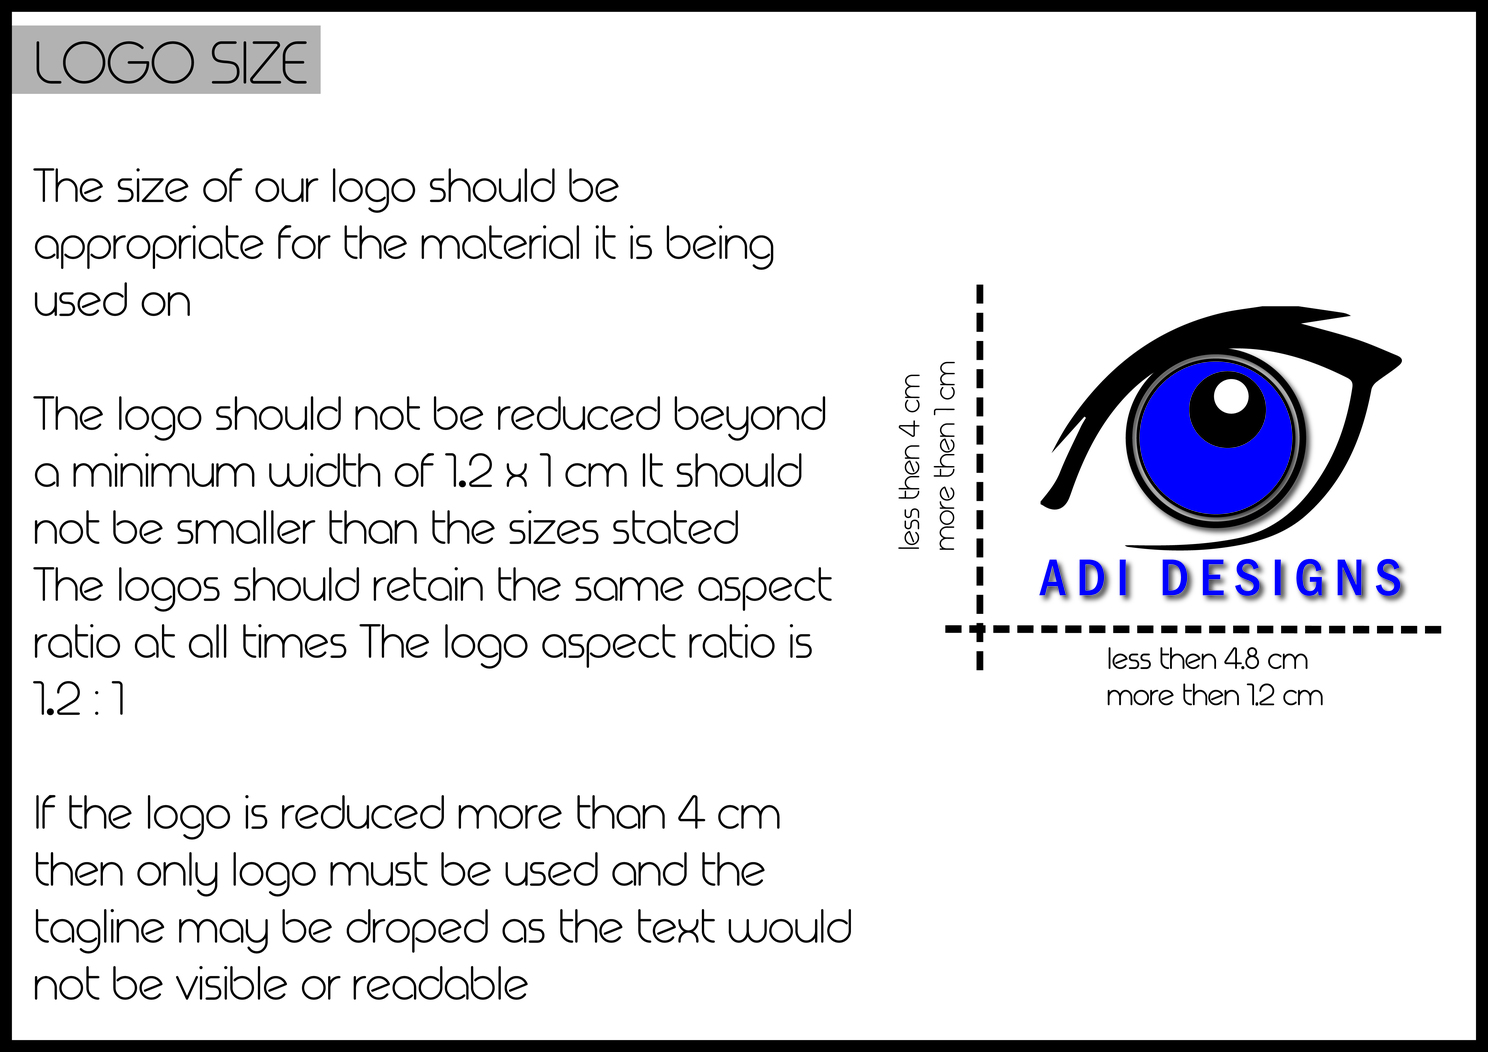 LOGO SIZE
The size of our logo should be
appropriate for the material it is being
used on
The logo should not be reduced beyond
a minimum width of 1.2 x 1 cm It should
not be smaller than the sizes stated
The logos should retain the same aspect
ratio at all times The logo aspect ratio is
1.2 : 1
If the logo is reduced more than 4 cm
then only logo must be used and the
tagline may be droped as the text would
not be visible or readable
less then 4 cm
more then 1 cm
ADI DESIGNS
less then 4.8 cm
more then 1.2 cm